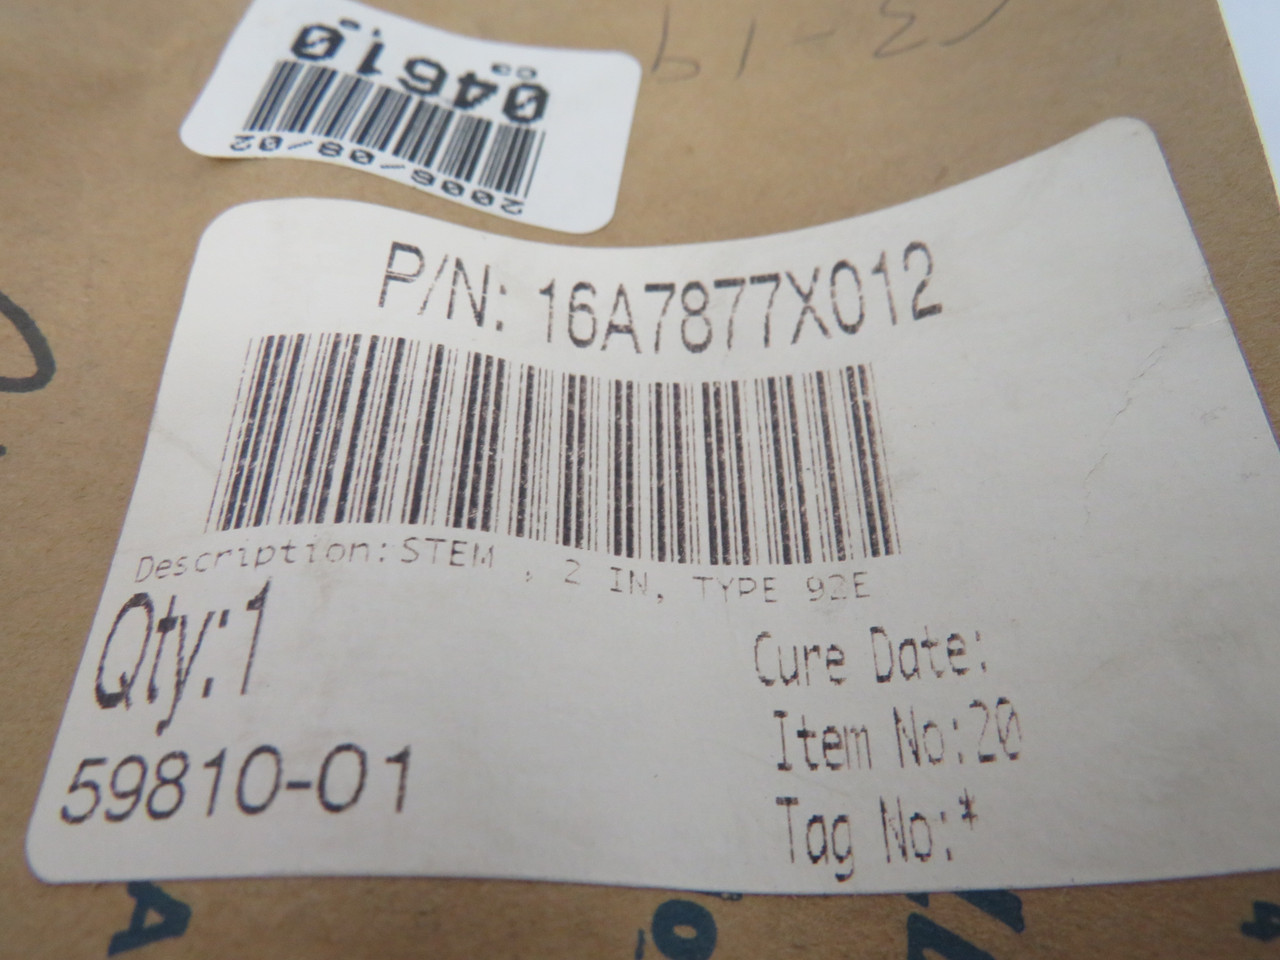 04610
2006/08/02
P/N: 16A7877X012
Description:STEM , 2 IN, TYPE 92E
Qty:1
59810-01
Cure Date:
Item No:20
Tag No:*